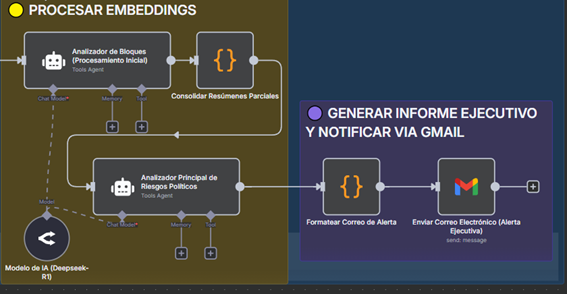 PROCESAR EMBEDDINGS
Analizador de Bloques
(Procesamiento Inicial)
Tools Agent
Chat Model*
Memory
Tool
{}
Consolidar Resúmenes Parciales
GENERAR INFORME EJECUTIVO
Y NOTIFICAR VIA GMAIL
Analizador Principal de
Riesgos Políticos
Tools Agent
Model
Chat Model*
Memory
Tool
Modelo de IA (Deepseek-
R1)
{}
Formatear Correo de Alerta
Enviar Correo Electrónico (Alerta
Ejecutiva)
send: message